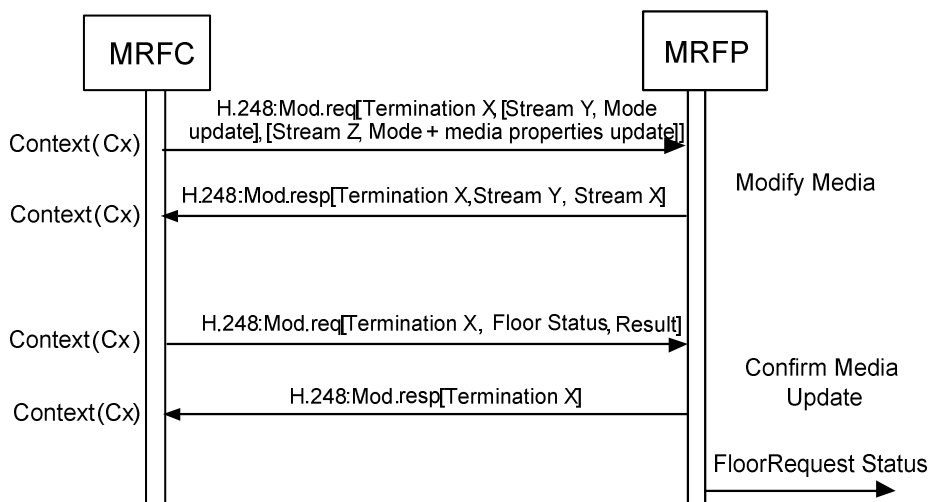 MRFC
MRFP
H.248:Mod.req[Termination X, [Stream Y, Mode
update], [Stream Z, Mode + media properties update]]
Context(Cx)
Modify Media
H.248:Mod.resp[Termination X, Stream Y, Stream X]
Context(Cx)
H.248:Mod.req[Termination X, Floor Status, Result]
Context(Cx)
Confirm Media
Update
H.248:Mod.resp[Termination X]
Context(Cx)
FloorRequest Status